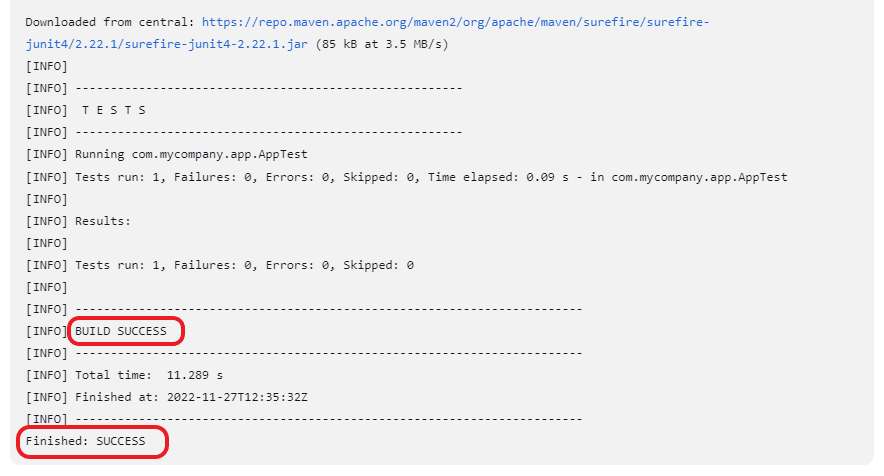 Downloaded from central: https://repo.maven.apache.org/maven2/org/apache/maven/surefire/surefire-
junit4/2.22.1/surefire-junit4-2.22.1.jar (85 kB at 3.5 MB/s)
[INFO]
[INFO] -------------------------------------------------------
[INFO]  T E S T S
[INFO] -------------------------------------------------------
[INFO] Running com.mycompany.app.AppTest
[INFO] Tests run: 1, Failures: 0, Errors: 0, Skipped: 0, Time elapsed: 0.09 s - in com.mycompany.app.AppTest
[INFO]
[INFO] Results:
[INFO]
[INFO] Tests run: 1, Failures: 0, Errors: 0, Skipped: 0
[INFO]
[INFO] ------------------------------------------------------------------------
[INFO] BUILD SUCCESS
[INFO] ------------------------------------------------------------------------
[INFO] Total time:  11.289 s
[INFO] Finished at: 2022-11-27T12:35:32Z
[INFO] ------------------------------------------------------------------------
Finished: SUCCESS